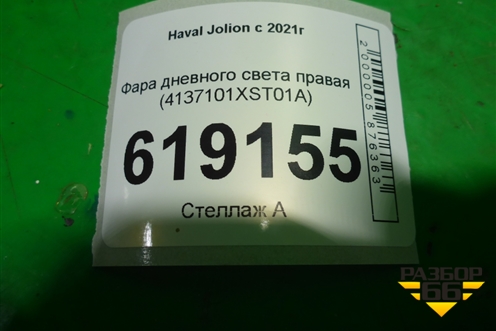 Haval Jolion с 2021г
Фара дневного света правая
(4137101XST01A)
619155
Стеллаж А
2000005876363
РАЗБОР
66